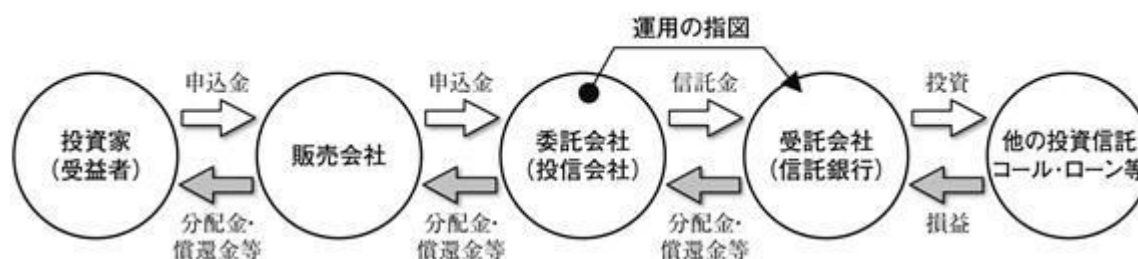 運用の指図
申込金
申込金
信託金
投資
投資家
(受益者)
販売会社
委託会社
(投信会社)
受託会社
(信託銀行)
他の投資信託
コール・ローン等
分配金・
償還金等
分配金・
償還金等
分配金・
償還金等
損益